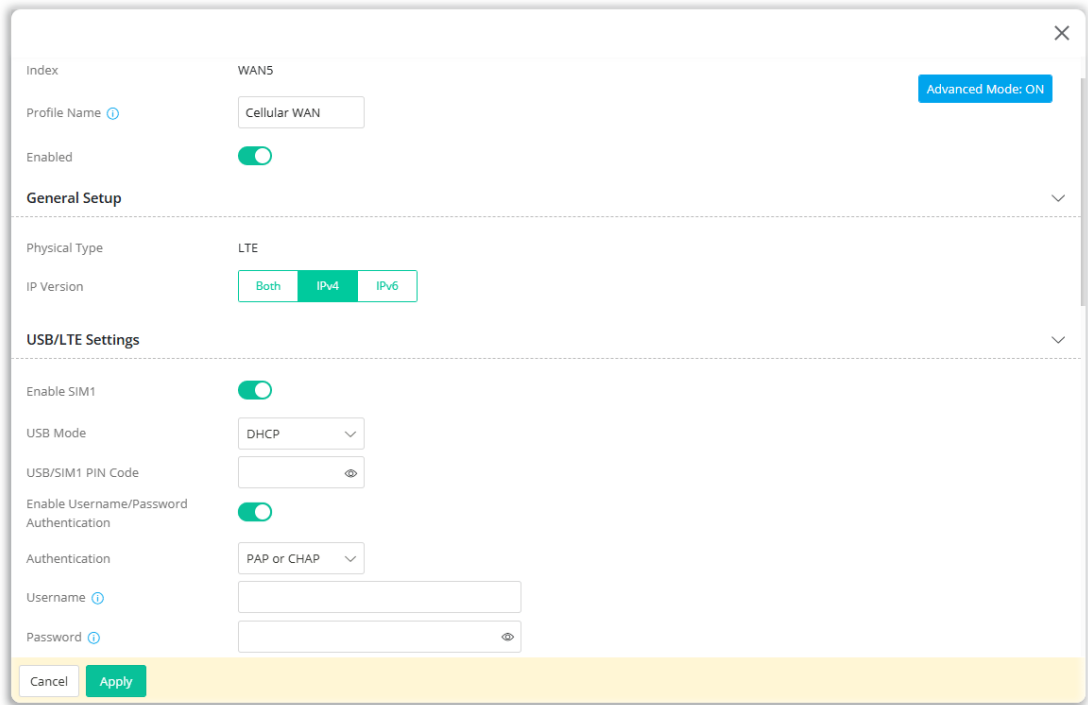 Index WAN5
Advanced Mode: ON
Profile Name Cellular WAN
Enabled
General Setup
Physical Type LTE
IP Version Both IPv4 IPv6
USB/LTE Settings
Enable SIM1
USB Mode DHCP
USB/SIM1 PIN Code
Enable Username/Password
Authentication
Authentication PAP or CHAP
Username
Password
Cancel Apply